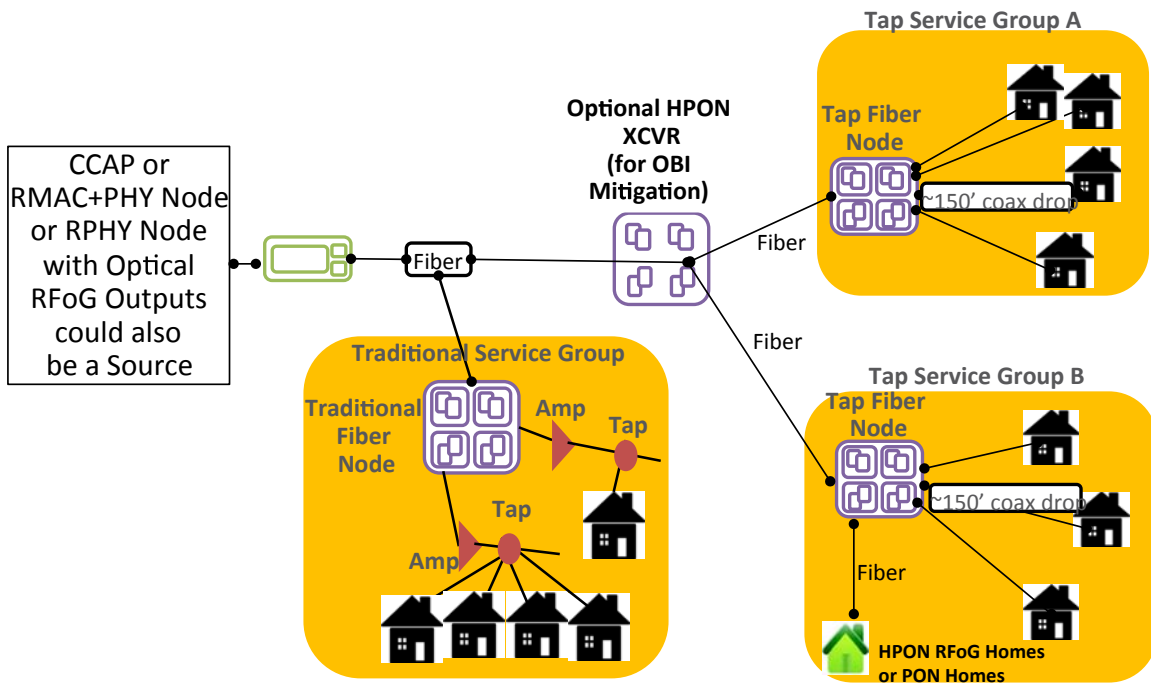 CCAP or
RMAC+PHY Node
or RPHY Node
with Optical
RFoG Outputs
could also
be a Source
Fiber
Optional HPON
XCVR
(for OBI
Mitigation)
Fiber
Fiber
Tap Service Group A
Tap Fiber
Node
~150' coax drop
Traditional Service Group
Traditional
Fiber
Node
Amp
Tap
Amp
Tap
Tap Service Group B
Tap Fiber
Node
~150' coax drop
Fiber
HPON RFoG Homes
or PON Homes